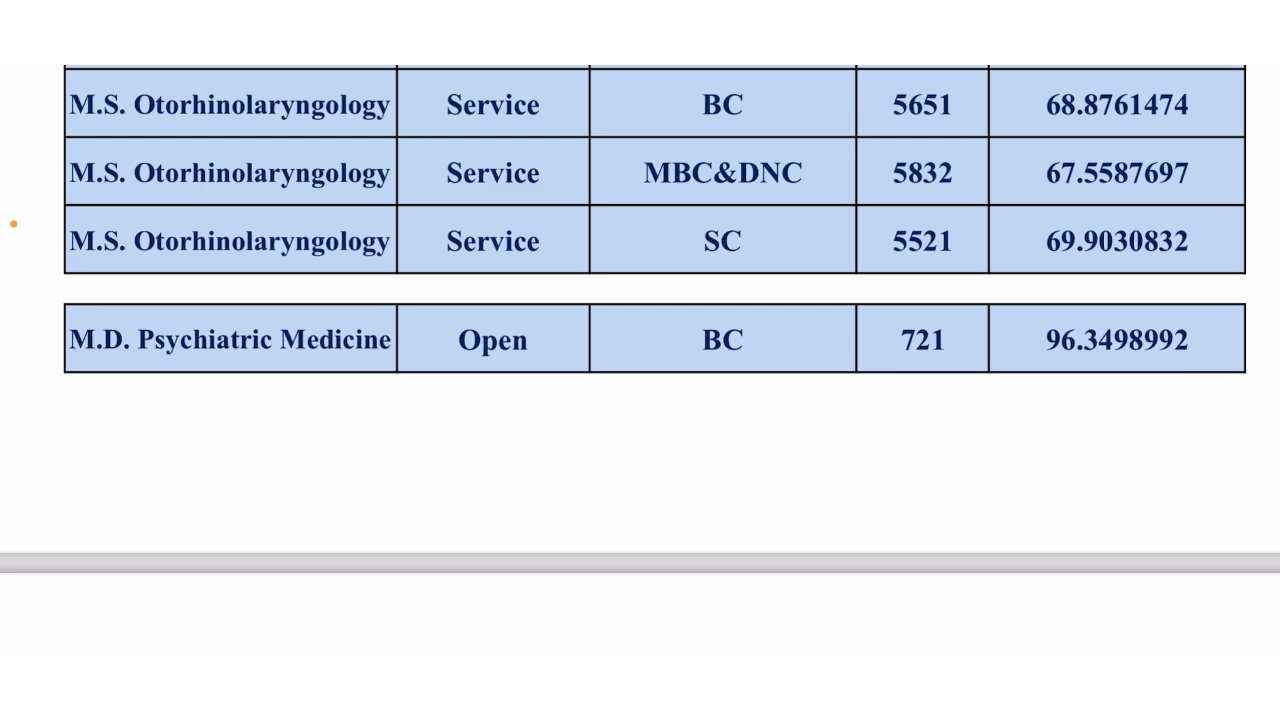 M.S. Otorhinolaryngology Service BC 5651 68.8761474
M.S. Otorhinolaryngology Service MBC&DNC 5832 67.5587697
M.S. Otorhinolaryngology Service SC 5521 69.9030832
M.D. Psychiatric Medicine Open BC 721 96.3498992